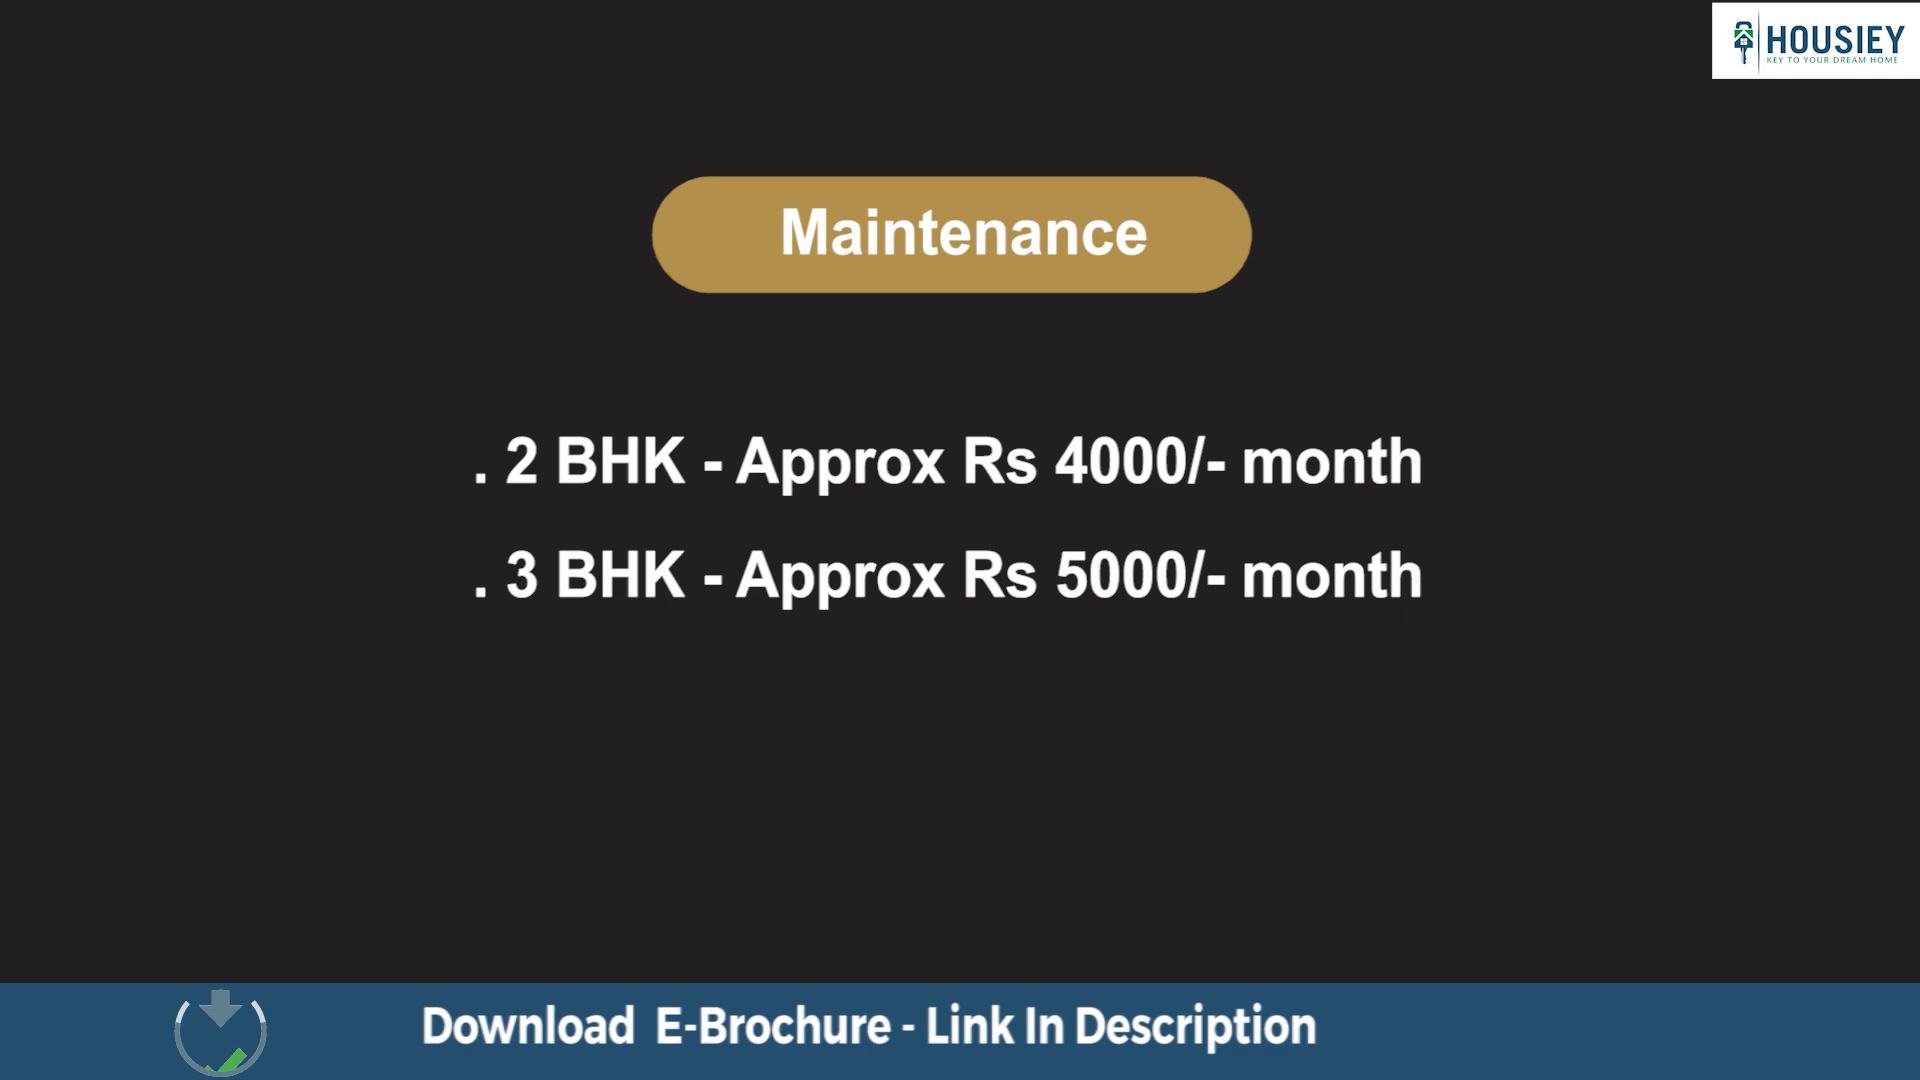 HOUSIEY
KEY TO YOUR DREAM HOME
Maintenance
. 2 BHK - Approx Rs 4000/- month
. 3 BHK - Approx Rs 5000/- month
Download E-Brochure - Link In Description